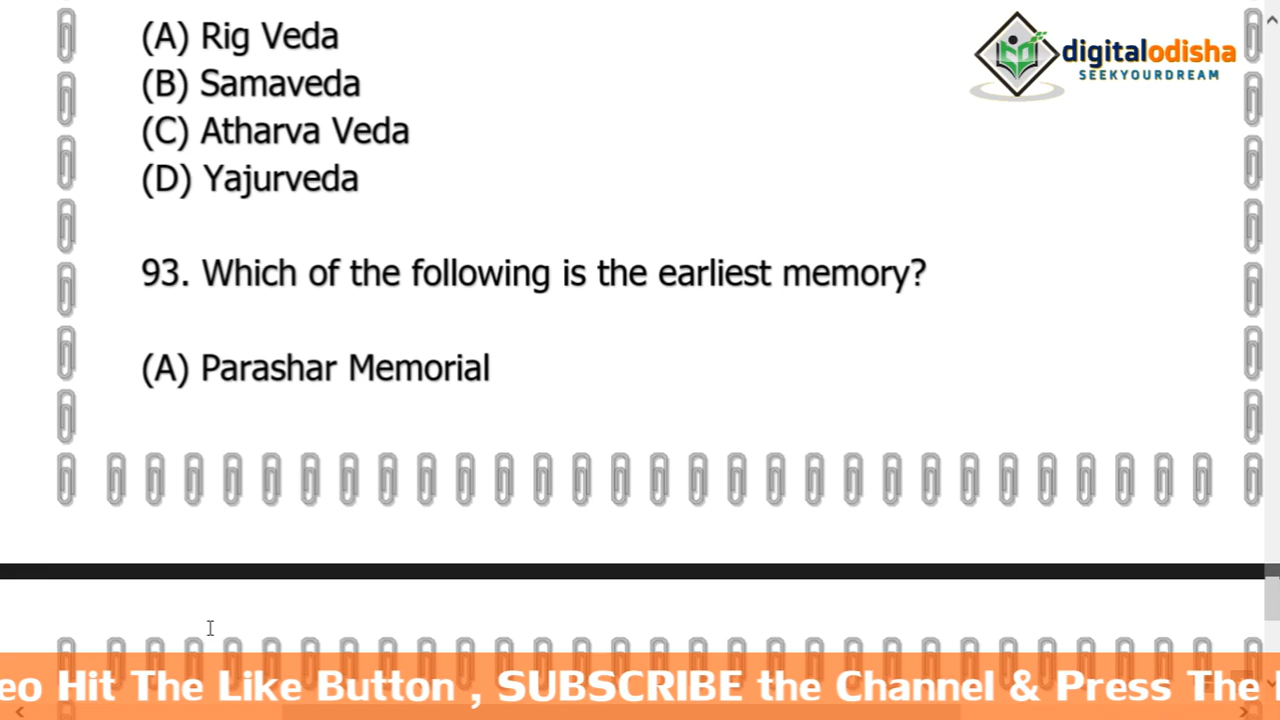 (A) Rig Veda
digitalodisha
SEEKYOURDREAM
(B) Samaveda
(C) Atharva Veda
(D) Yajurveda
93. Which of the following is the earliest memory?
(A) Parashar Memorial
eo Hit The Like Button , SUBSCRIBE the Channel & Press The